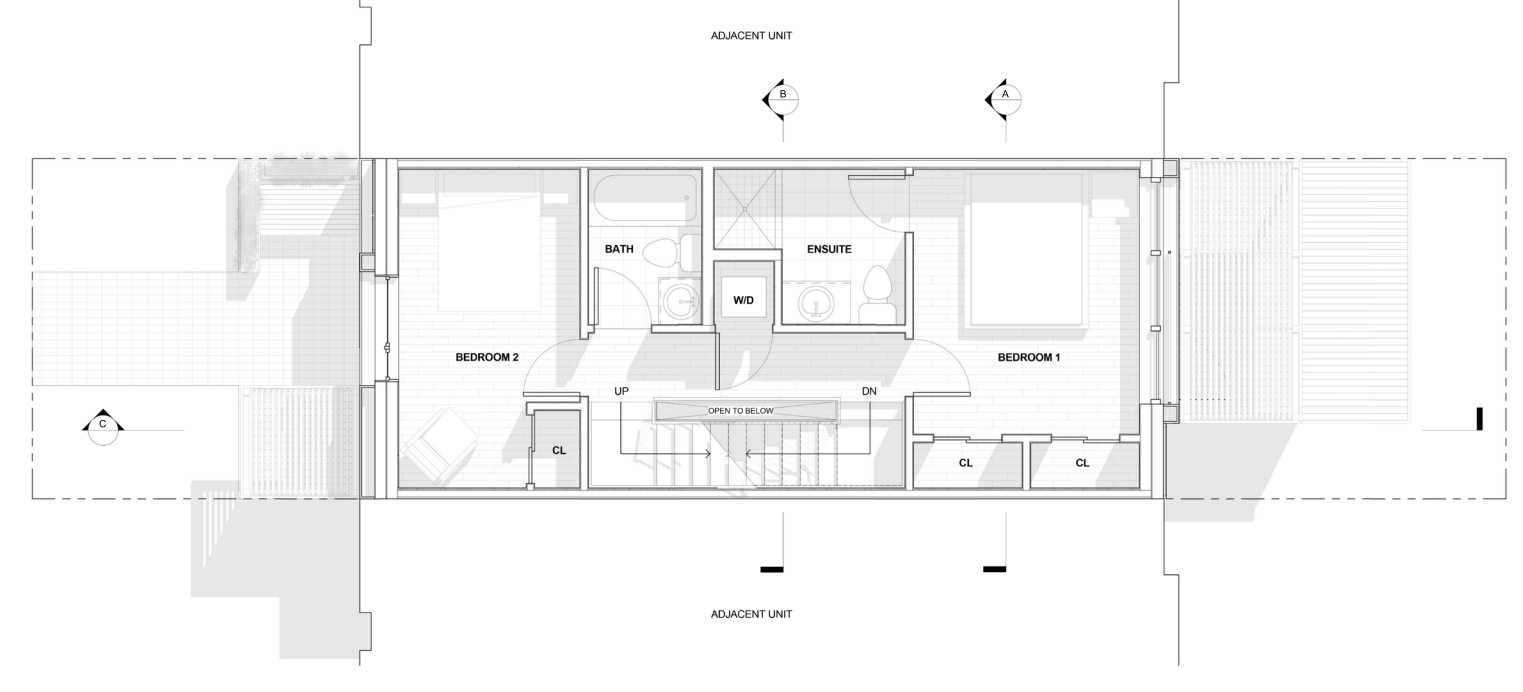 ADJACENT UNIT
B
A
BATH
ENSUITE
W/D
BEDROOM 2
BEDROOM 1
UP
DN
OPEN TO BELOW
C
CL
CL
CL
ADJACENT UNIT